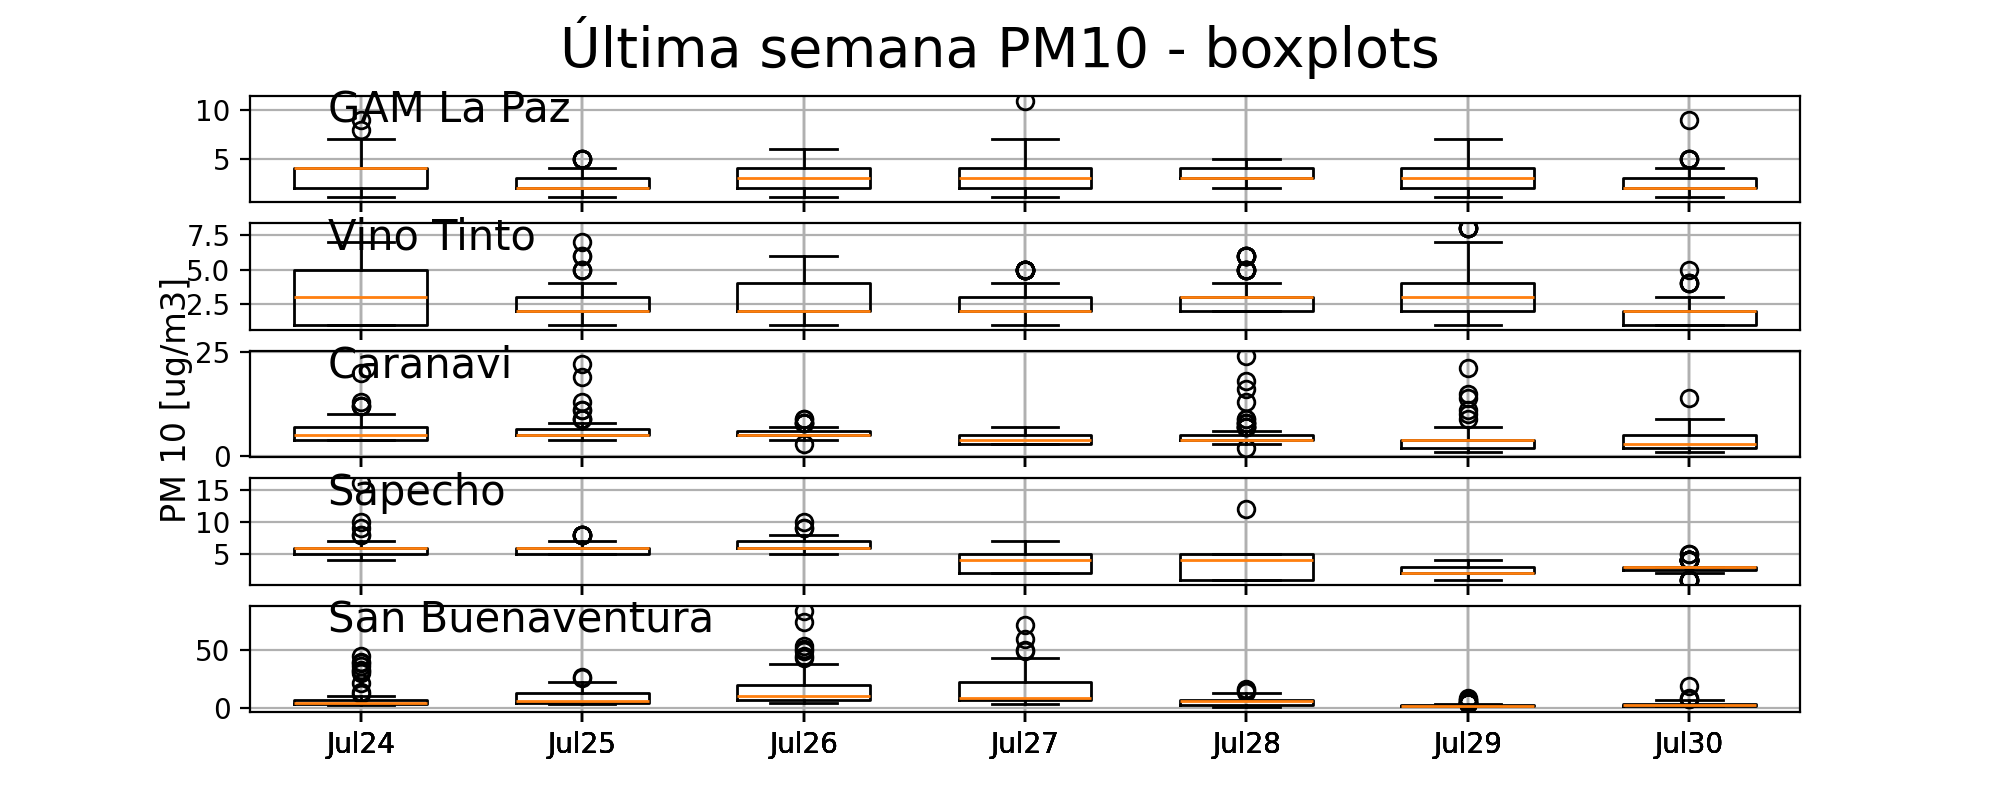 Última semana PM10 - boxplots
GAM La Paz
10
5
Vino Tinto
7.5
5.0
2.5
PM 10 [ug/m3]
Caranavi
25
0
Sapecho
15
10
5
San Buenaventura
50
0
Jul24 Jul25 Jul26 Jul27 Jul28 Jul29 Jul30